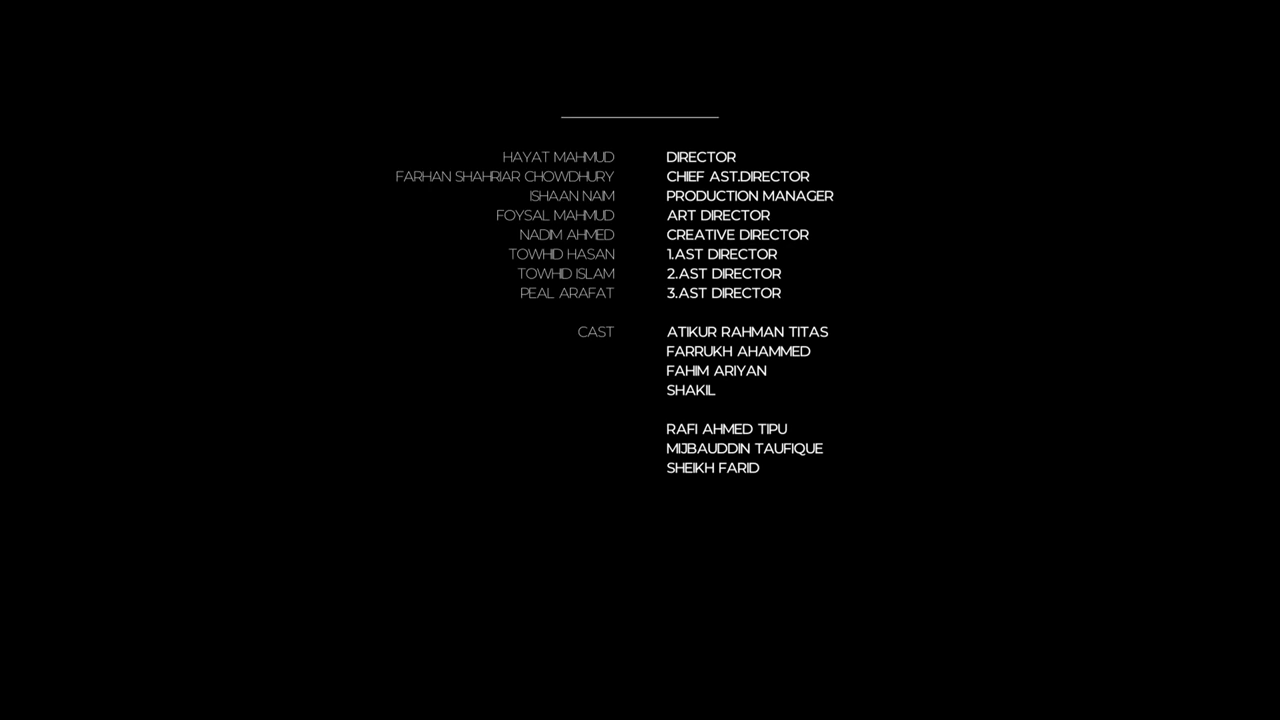 HAYAT MAHMUD DIRECTOR
FARHAN SHAHRIAR CHOWDHURY CHIEF AST.DIRECTOR
ISHAAN NAIM PRODUCTION MANAGER
FOYSAL MAHMUD ART DIRECTOR
NADIM AHMED CREATIVE DIRECTOR
TOWHID HASAN 1.AST DIRECTOR
TOWHID ISLAM 2.AST DIRECTOR
PEAL ARAFAT 3.AST DIRECTOR
CAST ATIKUR RAHMAN TITAS
FARRUKH AHAMMED
FAHIM ARIYAN
SHAKIL
RAFI AHMED TIPU
MIJBAUDDIN TAUFIQUE
SHEIKH FARID